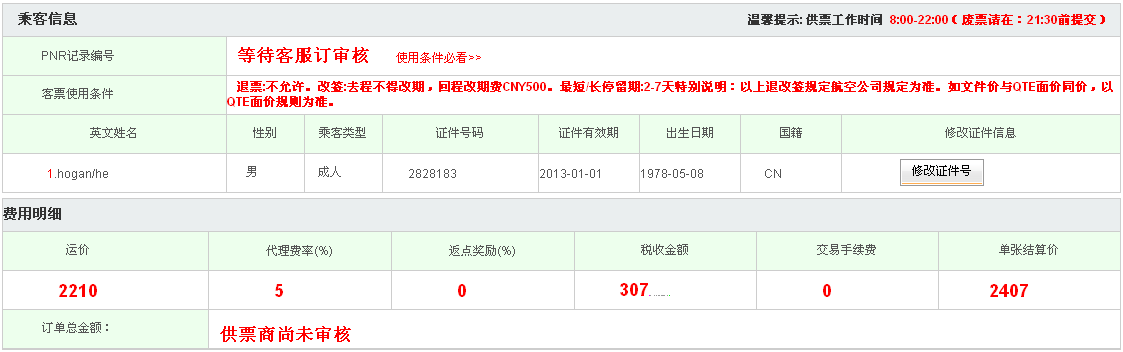 乘客信息 温馨提示: 供票工作时间 8:00-22:00 ( 废票请在：21:30前提交 )
PNR记录编号 等待客服订审核 使用条件必看>>
客票使用条件 退票:不允许。改签:去程不得改期，回程改期费CNY500。最短/长停留期:2-7天特别说明：以上退改签规定航空公司规定为准。如文件价与QTE面价同价，以
QTE面价规则为准。
英文姓名 性别 乘客类型 证件号码 证件有效期 出生日期 国籍 修改证件信息
1.hogan/he 男 成人 2828183 2013-01-01 1978-05-08 CN 修改证件号
费用明细
运价 代理费率(%) 返点奖励(%) 税收金额 交易手续费 单张结算价
2210 5 0 307 0 2407
订单总金额： 供票商尚未审核